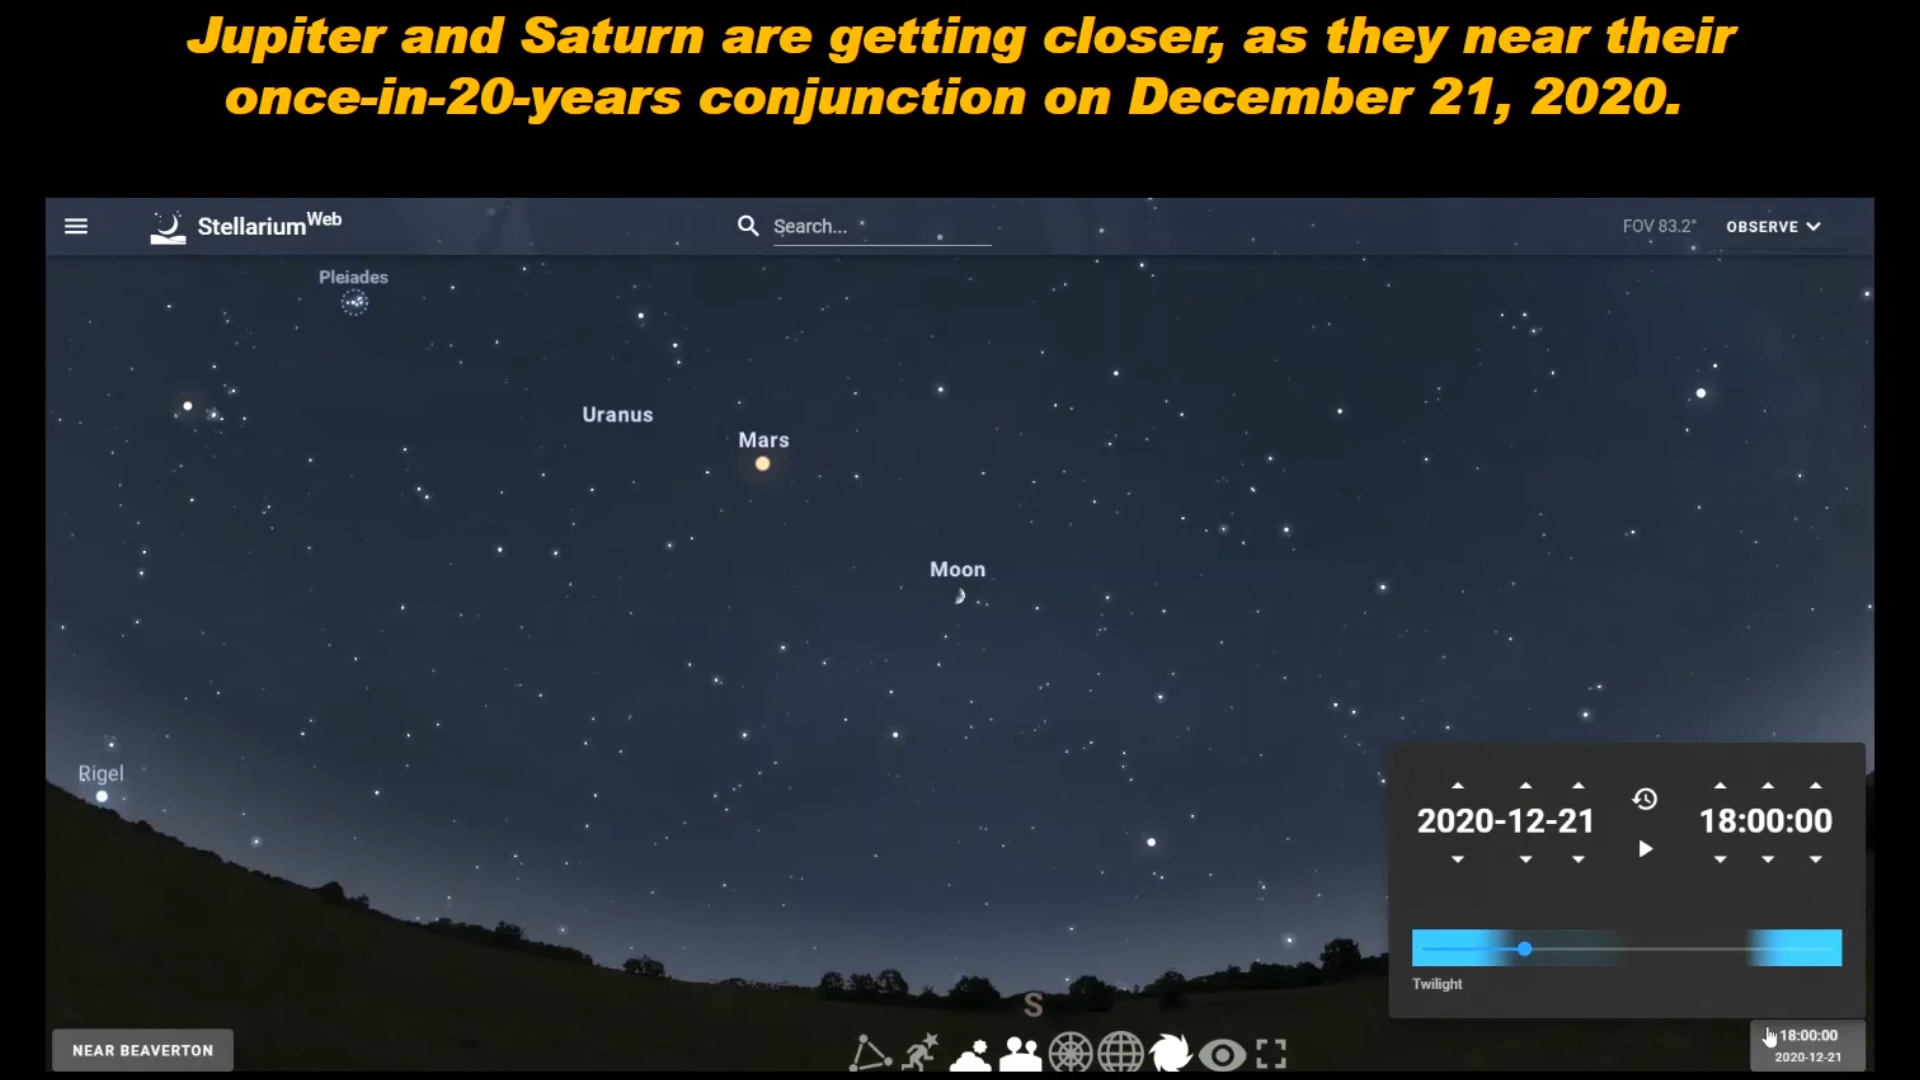 Jupiter and Saturn are getting closer, as they near their
once-in-20-years conjunction on December 21, 2020.
StellariumWeb
Search...
FOV 83.2°
OBSERVE
Pleiades
Uranus
Mars
Moon
Rigel
2020-12-21
18:00:00
Twilight
S
NEAR BEAVERTON
18:00:00
2020-12-21